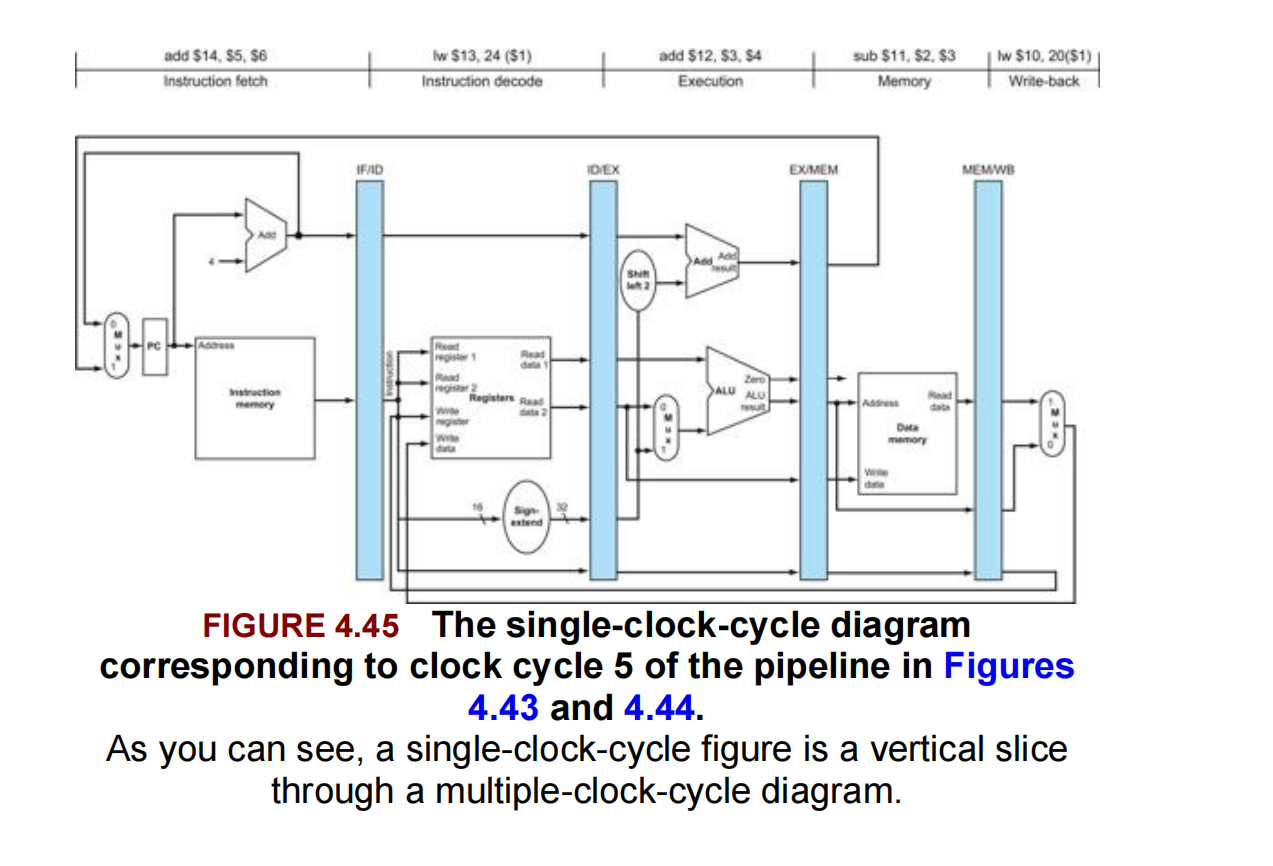 add $14, $5, $6 lw $13, 24 ($1) add $12, $3, $4 sub $11, $2, $3 lw $10, 20($1)
Instruction fetch Instruction decode Execution Memory Write-back
IF/ID ID/EX EX/MEM MEM/WB
Add
4
Shift
left 2
Add Add
result
0
M
u
x
1
PC
Address
Instruction
memory
Instruction
Read
register 1
Read
register 2
Write
register
Write
data
Registers
Read
data 1
Read
data 2
16
Sign-
extend
32
0
M
u
x
1
ALU
Zero
ALU
result
Address
Read
data
Data
memory
Write
data
1
M
u
x
0
FIGURE 4.45 The single-clock-cycle diagram
corresponding to clock cycle 5 of the pipeline in Figures
4.43 and 4.44.
As you can see, a single-clock-cycle figure is a vertical slice
through a multiple-clock-cycle diagram.